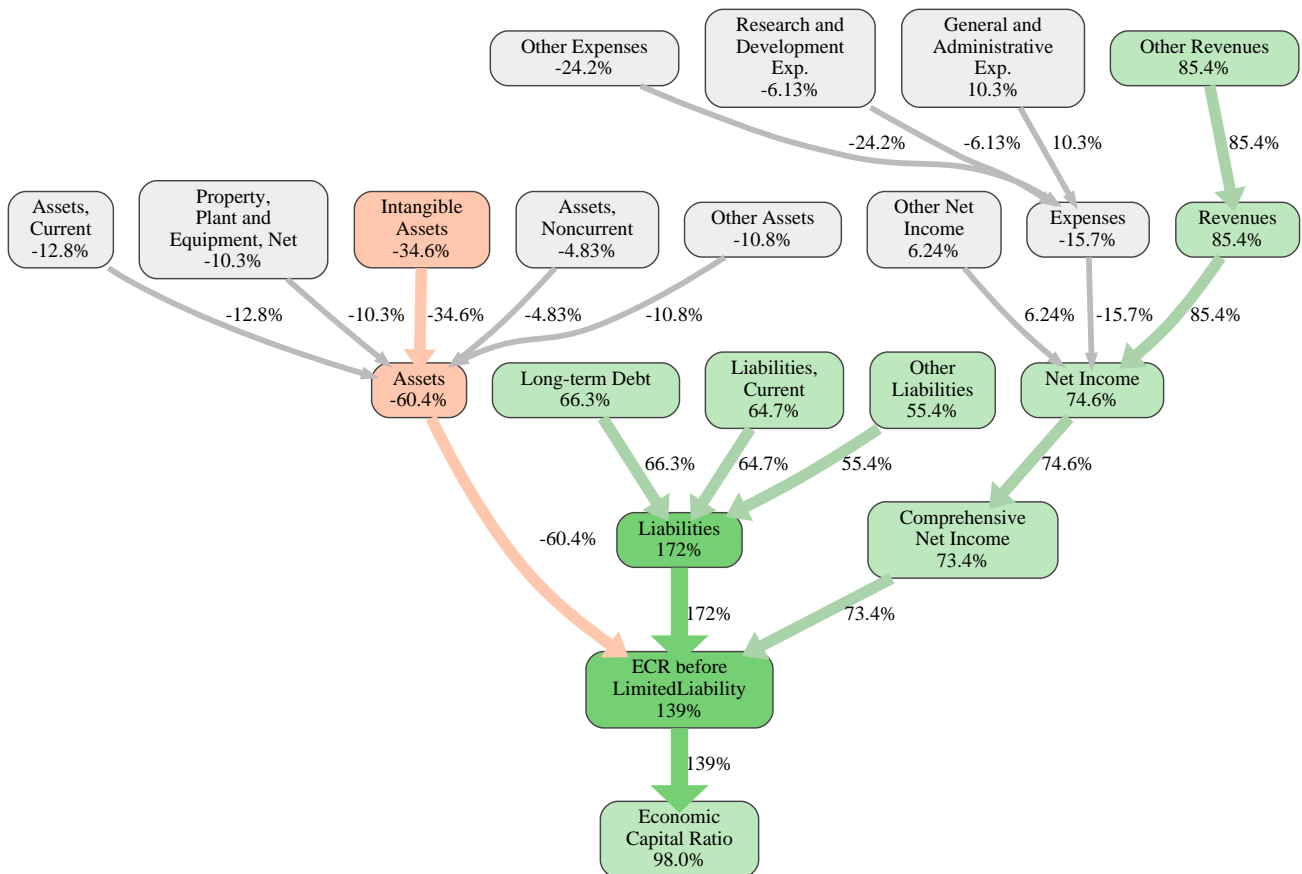 Other Expenses
-24.2%
Research and
Development
Exp.
-6.13%
General and
Administrative
Exp.
10.3%
Other Revenues
85.4%
-24.2%
-6.13%
10.3%
85.4%
Assets,
Current
-12.8%
Property,
Plant and
Equipment, Net
-10.3%
Intangible
Assets
-34.6%
Assets,
Noncurrent
-4.83%
Other Assets
-10.8%
Other Net
Income
6.24%
Expenses
-15.7%
Revenues
85.4%
-12.8%
-10.3%
-34.6%
-4.83%
-10.8%
6.24%
-15.7%
85.4%
Assets
-60.4%
Long-term Debt
66.3%
Liabilities,
Current
64.7%
Other
Liabilities
55.4%
Net Income
74.6%
66.3%
64.7%
55.4%
74.6%
-60.4%
Liabilities
172%
Comprehensive
Net Income
73.4%
172%
73.4%
ECR before
LimitedLiability
139%
139%
Economic
Capital Ratio
98.0%